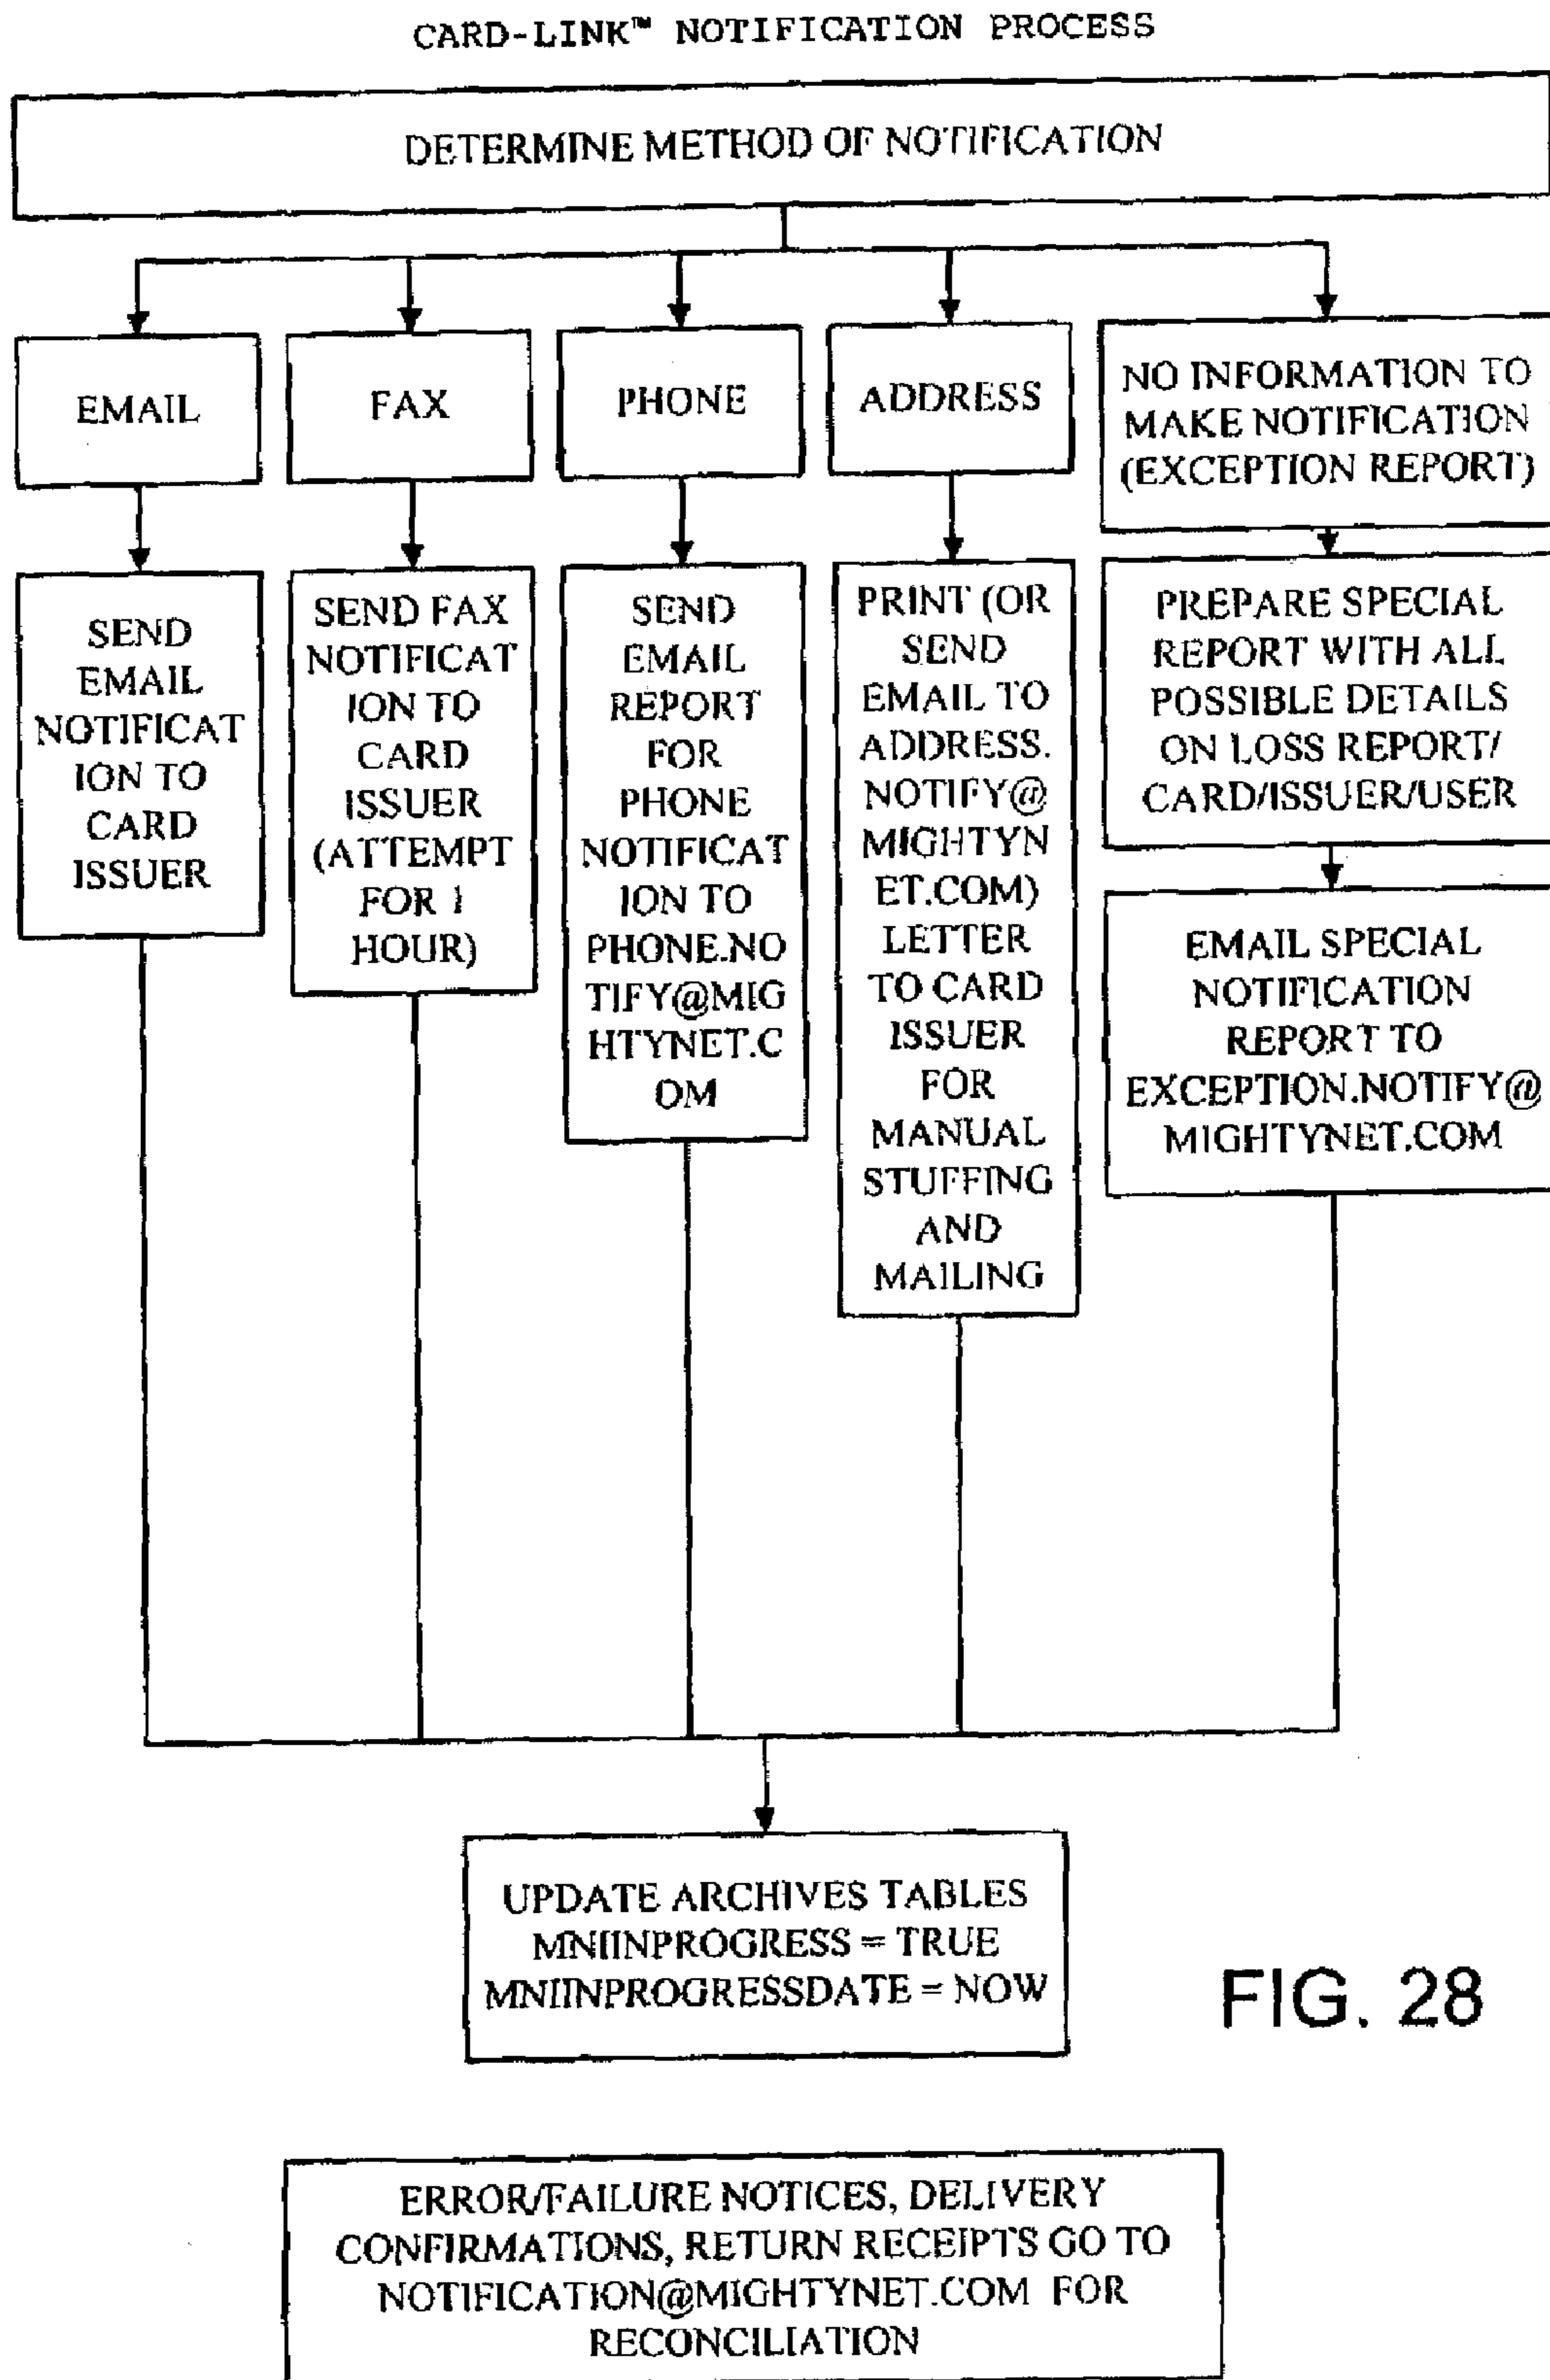 CARD-LINK™ NOTIFICATION PROCESS
DETERMINE METHOD OF NOTIFICATION
EMAIL
FAX
PHONE
ADDRESS
NO INFORMATION TO
MAKE NOTIFICATION
(EXCEPTION REPORT)
SEND
EMAIL
NOTIFICAT
ION TO
CARD
ISSUER
SEND FAX
NOTIFICAT
ION TO
CARD
ISSUER
(ATTEMPT
FOR 1
HOUR)
SEND
EMAIL
REPORT
FOR
PHONE
NOTIFICAT
ION TO
PHONE.NO
TIFY@MIG
HTYNET.C
OM
PRINT (OR
SEND
EMAIL TO
ADDRESS.
NOTIFY@
MIGHTYN
ET.COM)
LETTER
TO CARD
ISSUER
FOR
MANUAL
STUFFING
AND
MAILING
PREPARE SPECIAL
REPORT WITH ALL
POSSIBLE DETAILS
ON LOSS REPORT/
CARD/ISSUER/USER
EMAIL SPECIAL
NOTIFICATION
REPORT TO
EXCEPTION.NOTIFY@
MIGHTYNET.COM
UPDATE ARCHIVES TABLES
MNIINPROGRESS = TRUE
MNIINPROGRESSDATE = NOW
FIG. 28
ERROR/FAILURE NOTICES, DELIVERY
CONFIRMATIONS, RETURN RECEIPTS GO TO
NOTIFICATION@MIGHTYNET.COM FOR
RECONCILIATION